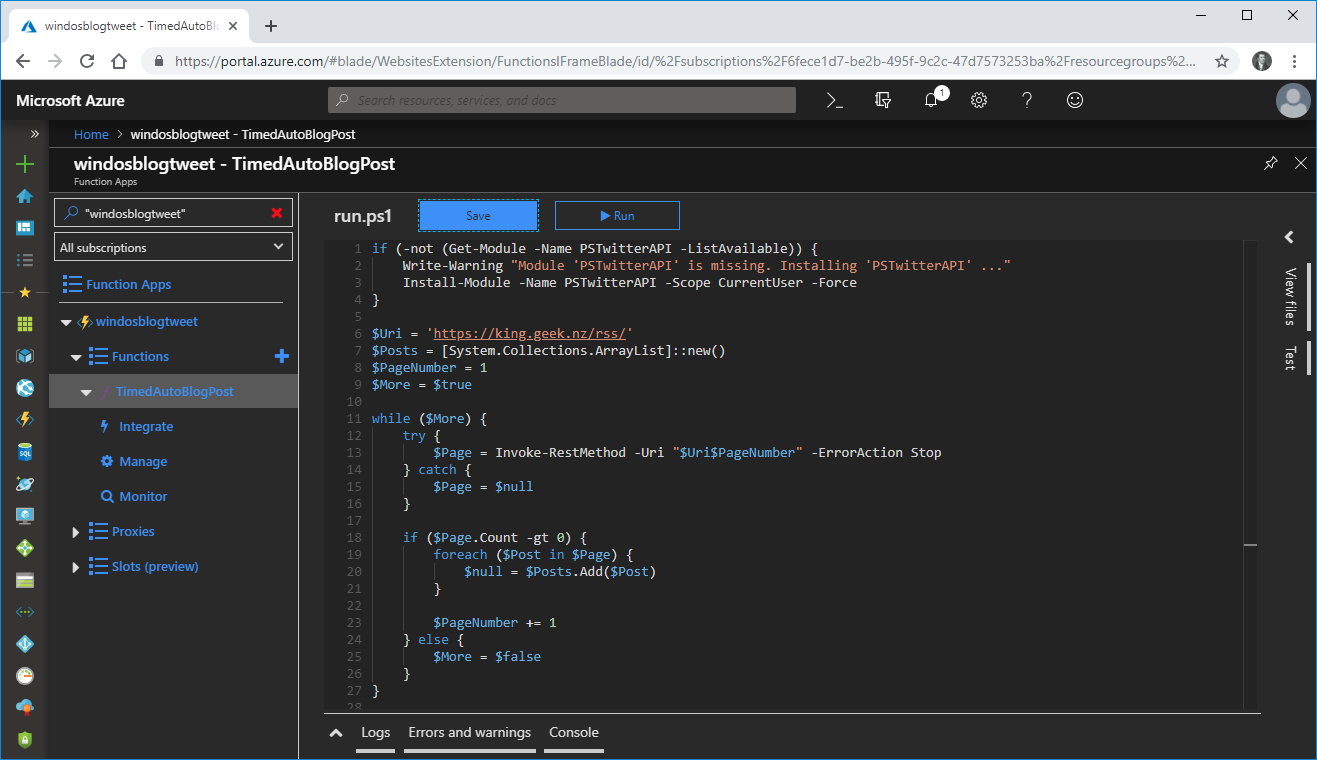 windosblogtweet - TimedAutoBl
https://portal.azure.com/#blade/WebsitesExtension/FunctionsIFrameBlade/id/%2Fsubscriptions%2F6fece1d7-be2b-495f-9c2c-47d7573253ba%2Fresourcegroups%2...
Microsoft Azure
Search resources, services, and docs
1
Home > windosblogtweet - TimedAutoBlogPost
windosblogtweet - TimedAutoBlogPost
Function Apps
"windosblogtweet"
All subscriptions
Function Apps
windosblogtweet
Functions
TimedAutoBlogPost
Integrate
Manage
Monitor
Proxies
Slots (preview)
run.ps1
Save
Run
1 if (-not (Get-Module -Name PSTwitterAPI -ListAvailable)) {
2     Write-Warning "Module 'PSTwitterAPI' is missing. Installing 'PSTwitterAPI' ..."
3     Install-Module -Name PSTwitterAPI -Scope CurrentUser -Force
4 }
5
6 $Uri = 'https://king.geek.nz/rss/'
7 $Posts = [System.Collections.ArrayList]::new()
8 $PageNumber = 1
9 $More = $true
10
11 while ($More) {
12     try {
13         $Page = Invoke-RestMethod -Uri "$Uri$PageNumber" -ErrorAction Stop
14     } catch {
15         $Page = $null
16     }
17
18     if ($Page.Count -gt 0) {
19         foreach ($Post in $Page) {
20             $null = $Posts.Add($Post)
21         }
22
23         $PageNumber += 1
24     } else {
25         $More = $false
26     }
27 }
28
View files
Test
Logs
Errors and warnings
Console
SQL